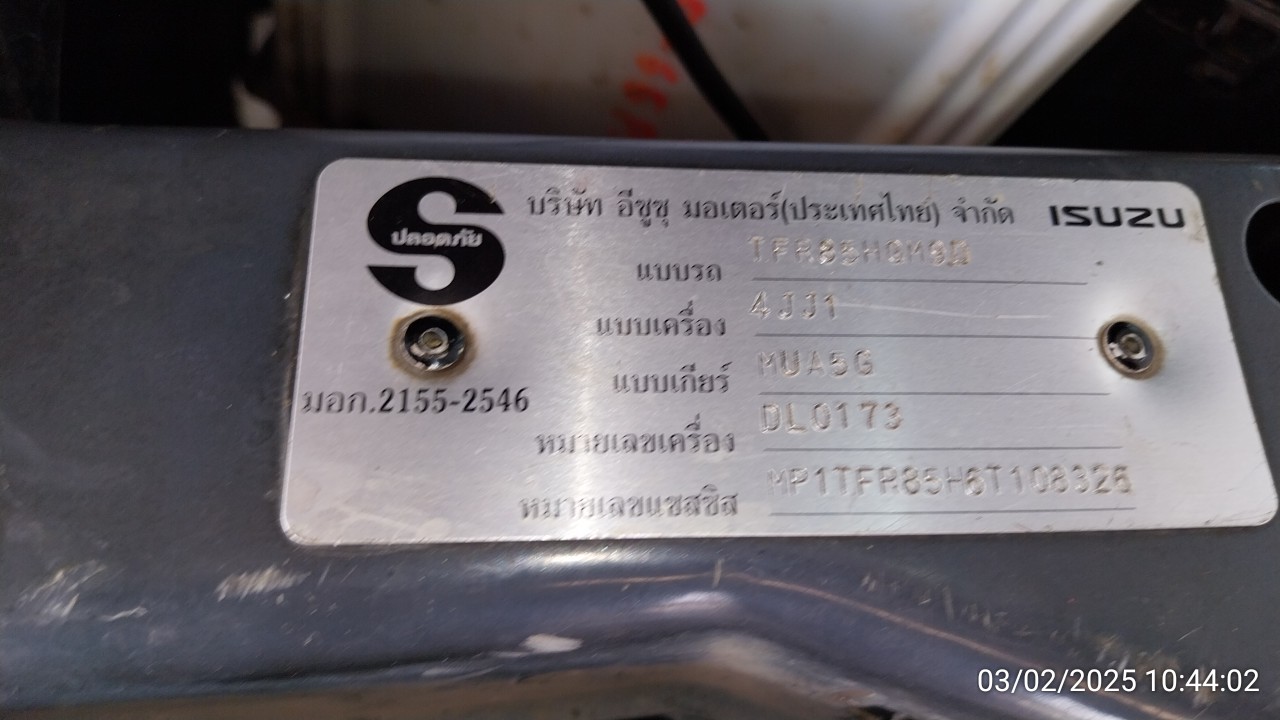 ปลอดภัย
บริษัท อีซูซุ มอเตอร์(ประเทศไทย) จำกัด ISUZU
แบบรถ TFR85HQM9D
แบบเครื่อง 4JJ1
แบบเกียร์ MUA5G
มอก.2155-2546
หมายเลขเครื่อง DL0173
หมายเลขแชสซิส MP1TFR85H6T108326
03/02/2025 10:44:02